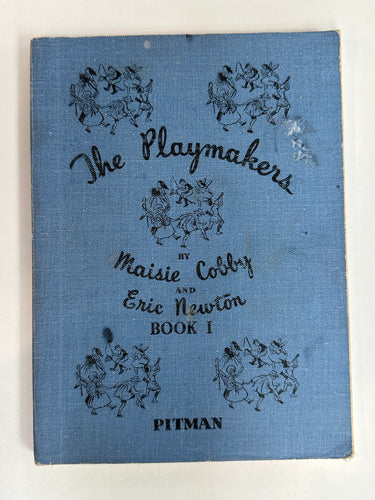 The Playmakers
BY
Maisie Cobby
AND
Eric Newton
BOOK I
PITMAN